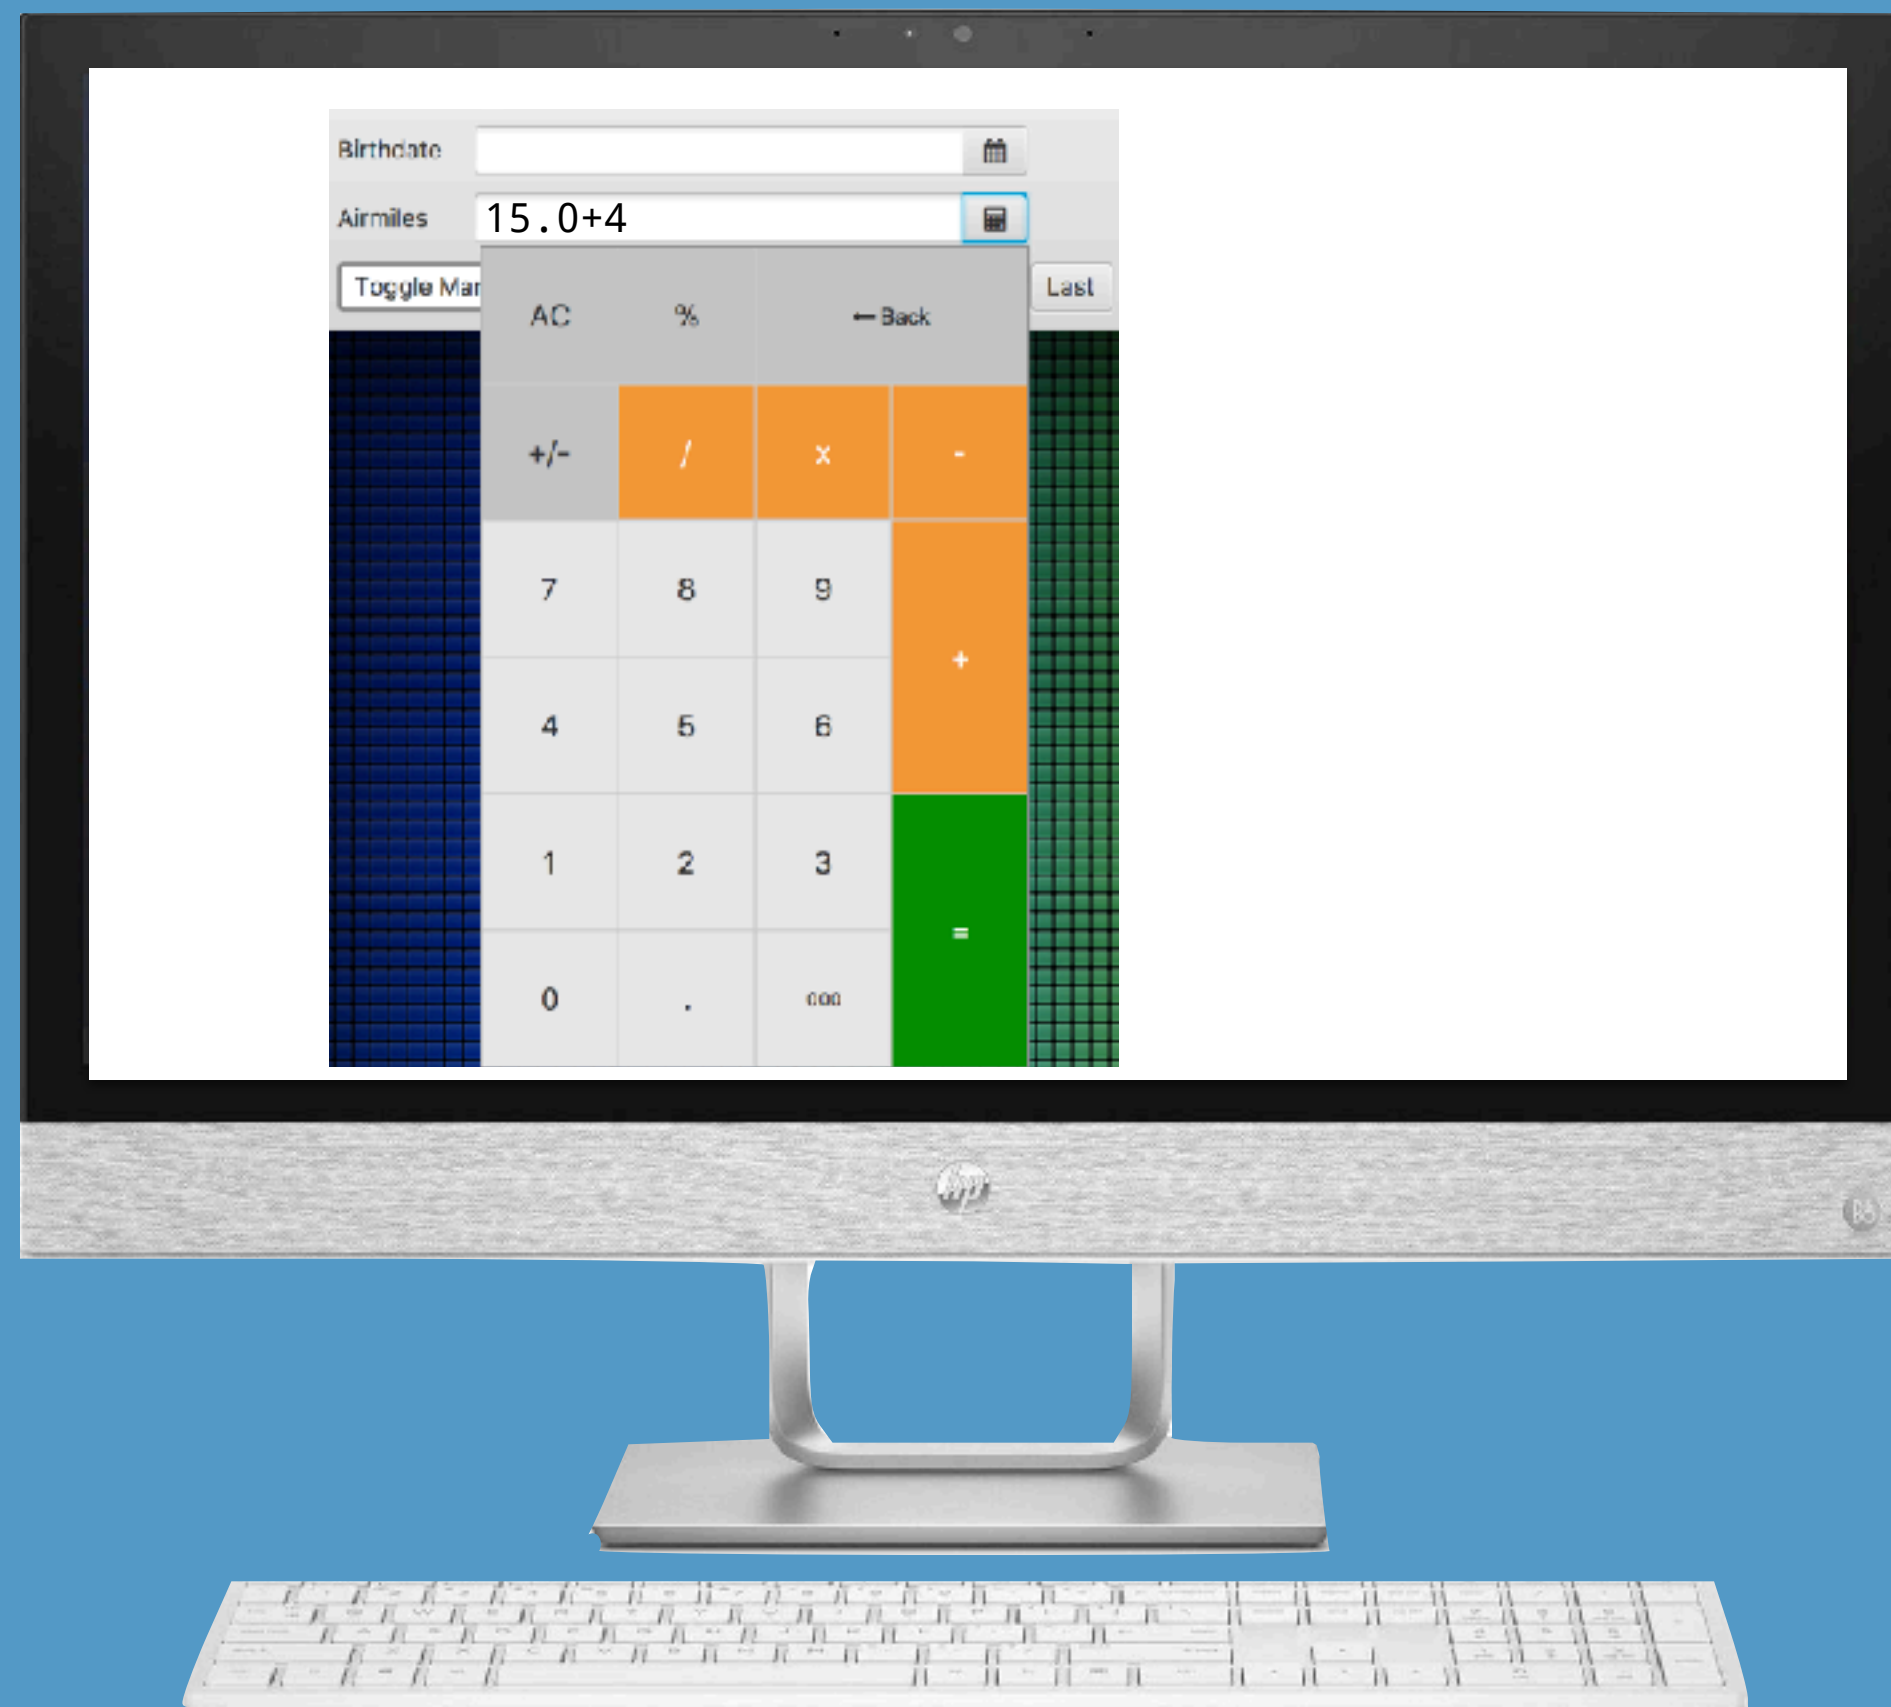 Birthdate
Airmiles 15.0+4
Toggle Mar Last
AC % ←Back
+/- / x -
7 8 9
+
4 5 6
1 2 3
=
0 . 000
hp